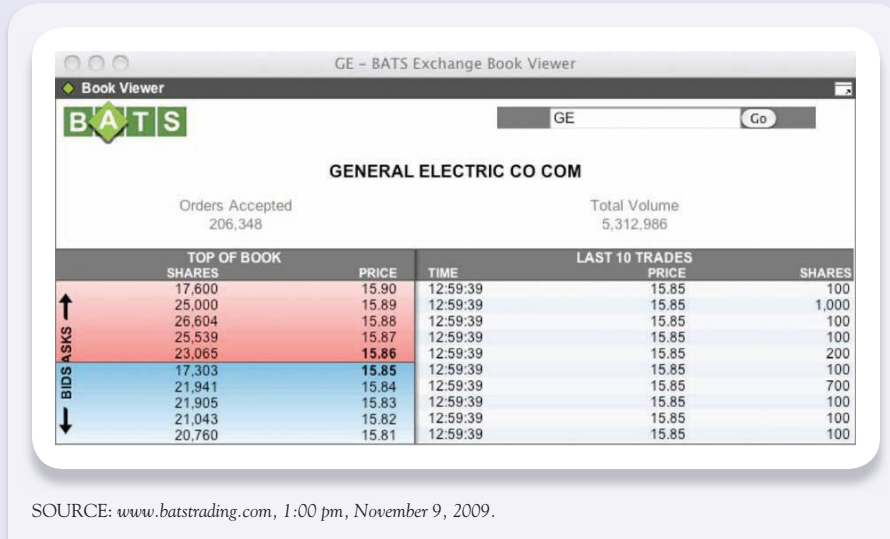 GE – BATS Exchange Book Viewer
Book Viewer
BATS
GE Go
GENERAL ELECTRIC CO COM
Orders Accepted Total Volume
206,348 5,312,986
TOP OF BOOK LAST 10 TRADES
SHARES PRICE TIME PRICE SHARES
ASKS
BIDS
17,600 15.90 12:59:39 15.85 100
25,000 15.89 12:59:39 15.85 1,000
26,604 15.88 12:59:39 15.85 100
25,539 15.87 12:59:39 15.85 100
23,065 15.86 12:59:39 15.85 200
17,303 15.85 12:59:39 15.85 100
21,941 15.84 12:59:39 15.85 700
21,905 15.83 12:59:39 15.85 100
21,043 15.82 12:59:39 15.85 100
20,760 15.81 12:59:39 15.85 100
SOURCE: www.batstrading.com, 1:00 pm, November 9, 2009.